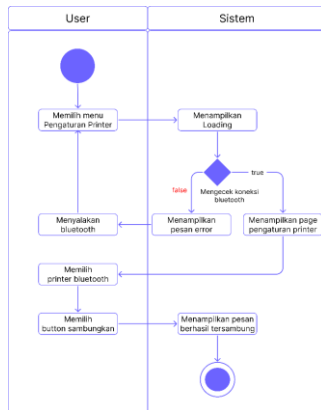 User
Sistem
Memilih menu
Pengaturan Printer
Menampilkan
Loading
false
true
Mengecek koneksi
bluetooth
Menyalakan
bluetooth
Menampilkan
pesan error
Menampilkan page
pengaturan printer
Memilih
printer bluetooth
Memilih
button sambungkan
Menampilkan pesan
berhasil tersambung